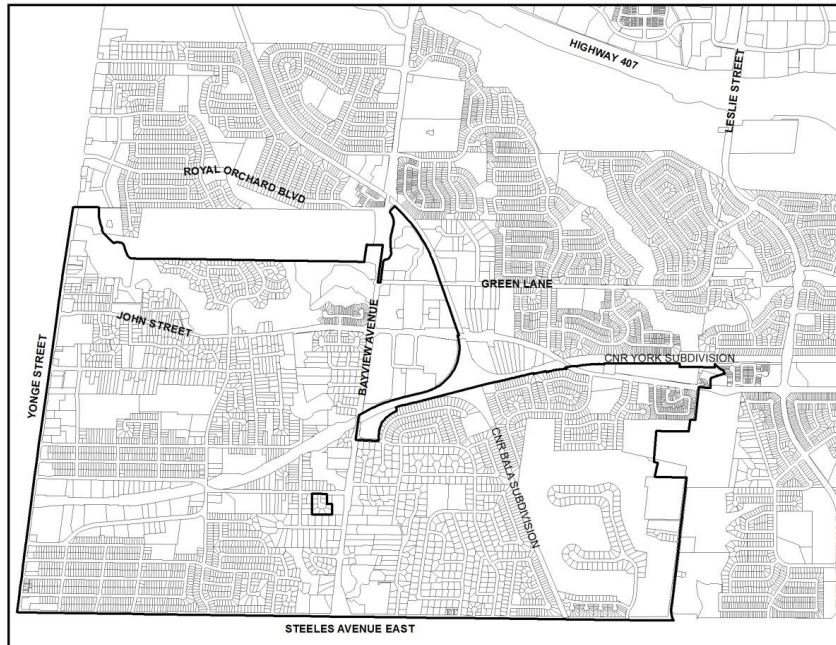 HIGHWAY 407
LESLIE STREET
ROYAL ORCHARD BLVD
GREEN LANE
BAYVIEW AVENUE
JOHN STREET
YONGE STREET
CNR YORK SUBDIVISION
CNR BALA SUBDIVISION
STEELES AVENUE EAST